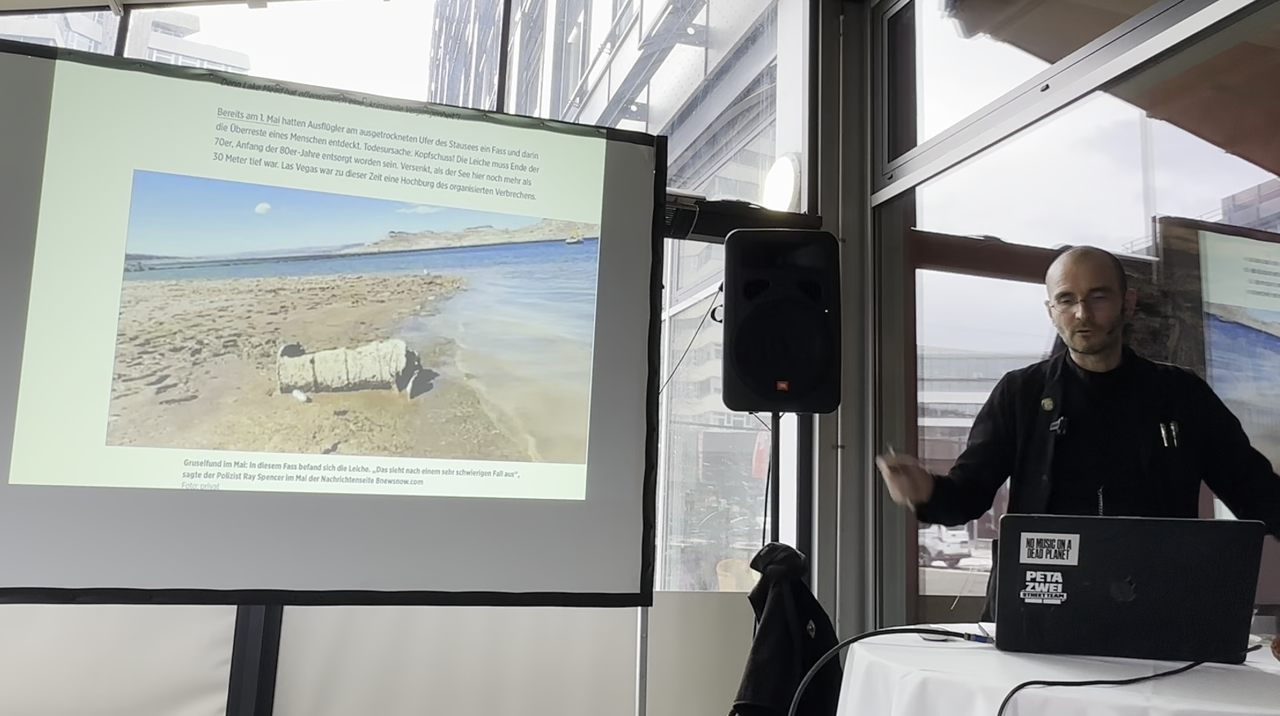 Bereits am 1. Mai hatten Ausflügler am ausgetrockneten Ufer des Stausees ein Fass und darin
die Überreste eines Menschen entdeckt. Todesursache: Kopfschuss! Die Leiche muss Ende der
70er, Anfang der 80er-Jahre entsorgt worden sein. Versenkt, als der See hier noch mehr als
30 Meter tief war. Las Vegas war zu dieser Zeit eine Hochburg des organisierten Verbrechens.
Gruselfund im Mai: In diesem Fass befand sich die Leiche. „Das sieht nach einem sehr schwierigen Fall aus“,
sagte der Polizist Ray Spencer im Mai der Nachrichtenseite 8newsnow.com
Foto: privat
JBL
NO MUSIC ON A
DEAD PLANET
PETA
ZWEI
STREETTEAM